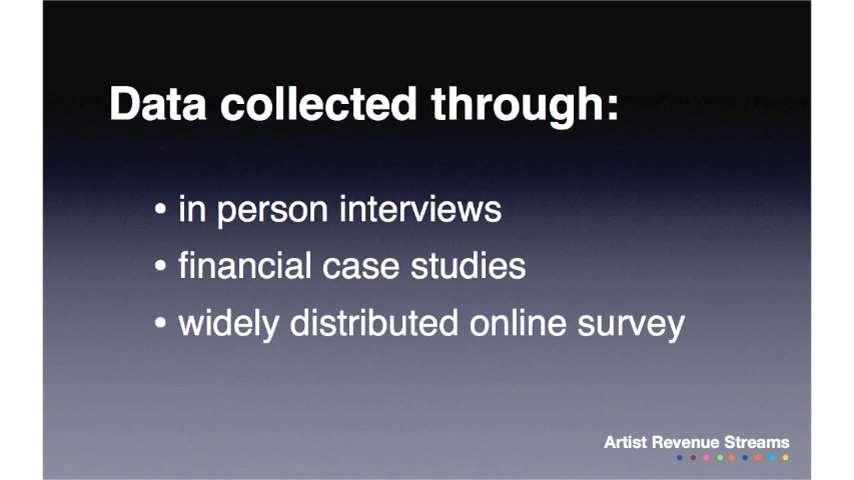 Data collected through:
• in person interviews
• financial case studies
• widely distributed online survey
Artist Revenue Streams